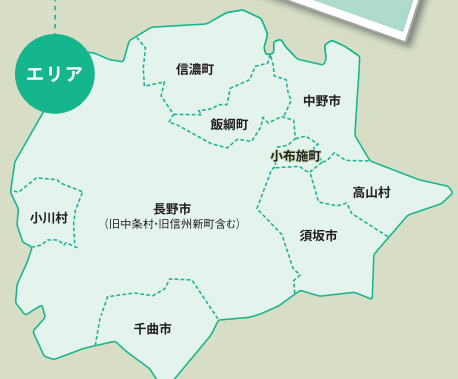 エリア
信濃町
中野市
飯綱町
小布施町
高山村
小川村
長野市
（旧中条村・旧信州新町含む）
須坂市
千曲市